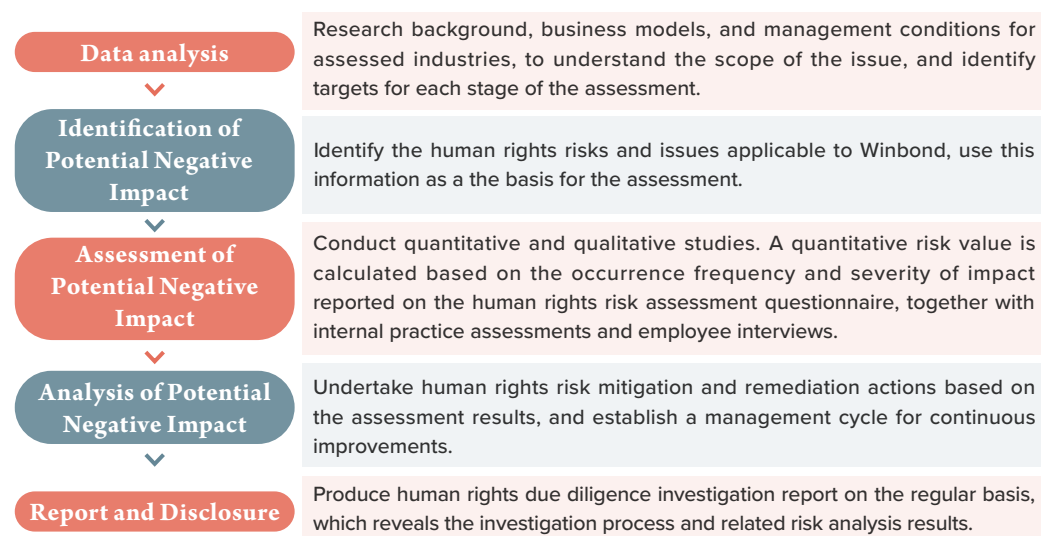 Data analysis
Research background, business models, and management conditions for
assessed industries, to understand the scope of the issue, and identify
targets for each stage of the assessment.
Identification of
Potential Negative
Impact
Identify the human rights risks and issues applicable to Winbond, use this
information as a the basis for the assessment.
Assessment of
Potential Negative
Impact
Conduct quantitative and qualitative studies. A quantitative risk value is
calculated based on the occurrence frequency and severity of impact
reported on the human rights risk assessment questionnaire, together with
internal practice assessments and employee interviews.
Analysis of Potential
Negative Impact
Undertake human rights risk mitigation and remediation actions based on
the assessment results, and establish a management cycle for continuous
improvements.
Report and Disclosure
Produce human rights due diligence investigation report on the regular basis,
which reveals the investigation process and related risk analysis results.